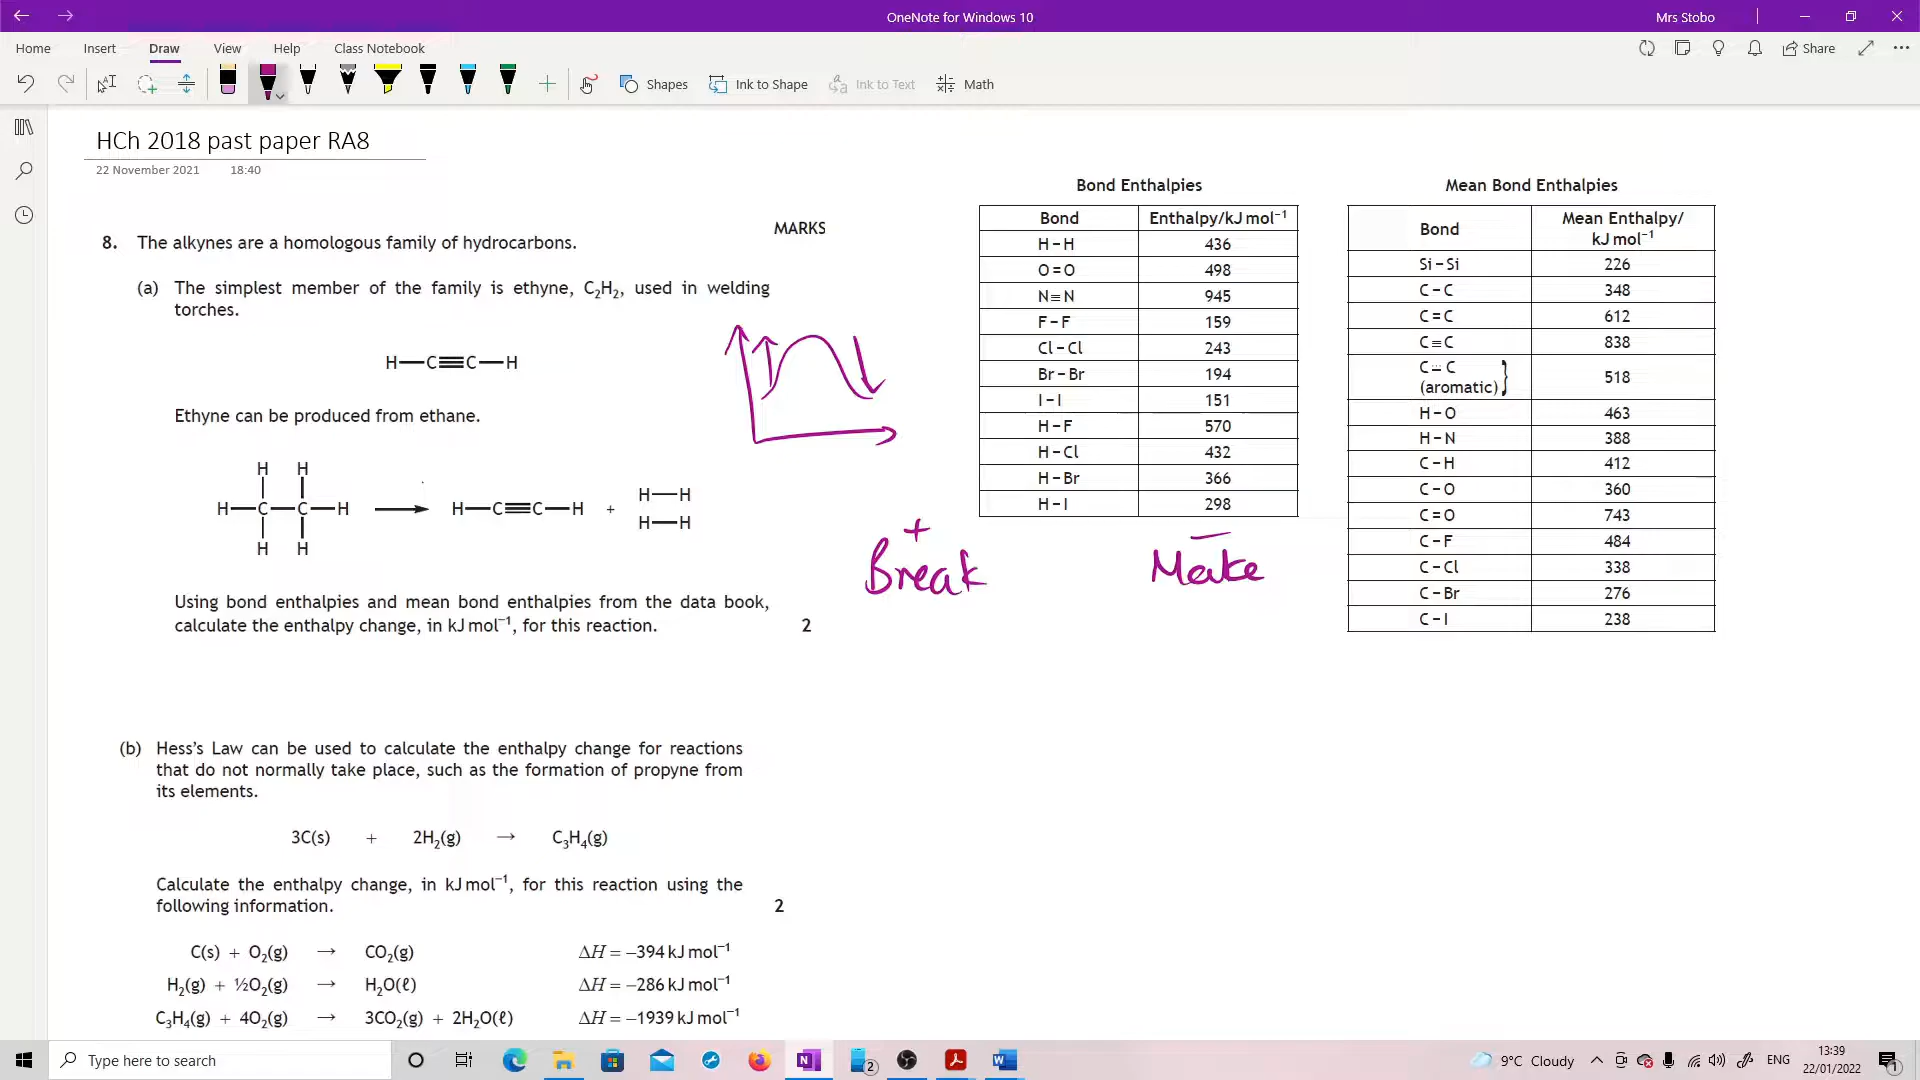 OneNote for Windows 10
Mrs Stobo
Home Insert Draw View Help Class Notebook
Share
Shapes Ink to Shape Ink to Text Math
HCh 2018 past paper RA8
22 November 2021 18:40
MARKS
8. The alkynes are a homologous family of hydrocarbons.
(a) The simplest member of the family is ethyne, C₂H₂, used in welding
torches.
H—C≡C—H
Ethyne can be produced from ethane.
H H
H—C—C—H → H—C≡C—H + H—H
H—H
H H
Using bond enthalpies and mean bond enthalpies from the data book,
calculate the enthalpy change, in kJ mol⁻¹, for this reaction. 2
(b) Hess's Law can be used to calculate the enthalpy change for reactions
that do not normally take place, such as the formation of propyne from
its elements.
3C(s) + 2H₂(g) → C₃H₄(g)
Calculate the enthalpy change, in kJ mol⁻¹, for this reaction using the
following information. 2
C(s) + O₂(g) → CO₂(g) ΔH = −394 kJ mol⁻¹
H₂(g) + ½O₂(g) → H₂O(ℓ) ΔH = −286 kJ mol⁻¹
C₃H₄(g) + 4O₂(g) → 3CO₂(g) + 2H₂O(ℓ) ΔH = −1939 kJ mol⁻¹
Bond Enthalpies
Bond Enthalpy/kJ mol⁻¹
H – H 436
O = O 498
N ≡ N 945
F – F 159
Cl – Cl 243
Br – Br 194
I – I 151
H – F 570
H – Cl 432
H – Br 366
H – I 298
+
Break
−
Make
Mean Bond Enthalpies
Bond Mean Enthalpy/
kJ mol⁻¹
Si – Si 226
C – C 348
C = C 612
C ≡ C 838
C ⚌ C
(aromatic) } 518
H – O 463
H – N 388
C – H 412
C – O 360
C = O 743
C – F 484
C – Cl 338
C – Br 276
C – I 238
Type here to search
2
9°C Cloudy
ENG
13:39
22/01/2022
1